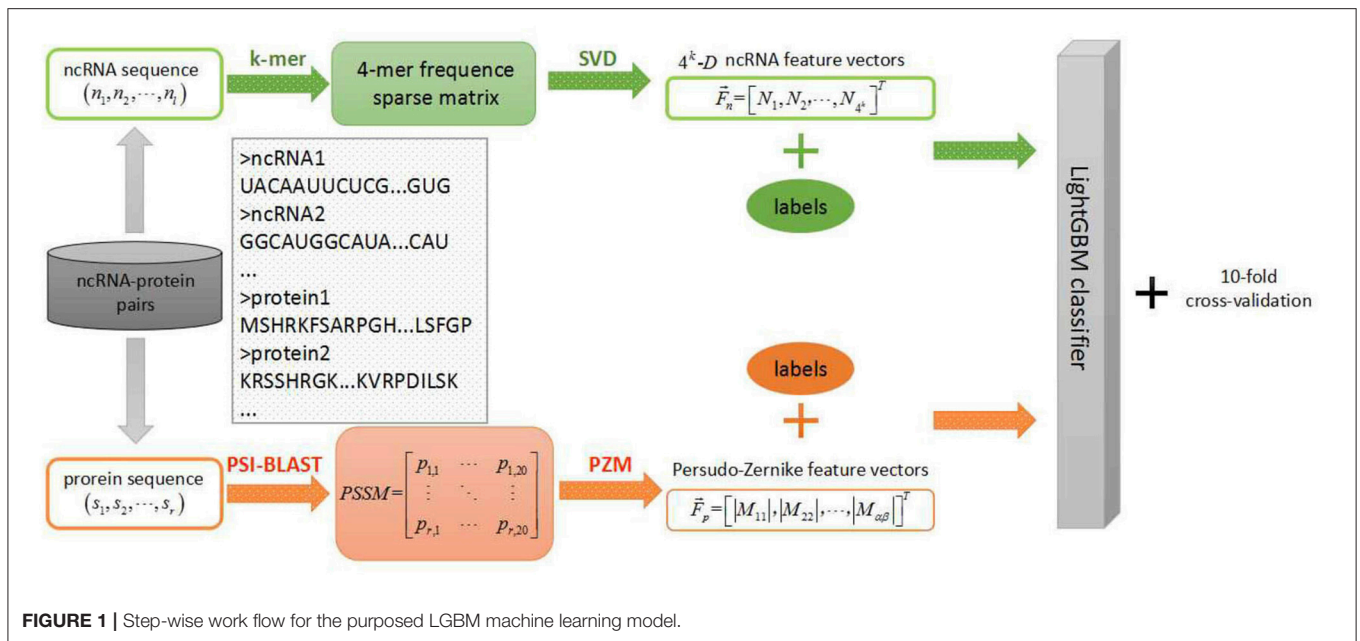 ncRNA sequence
(n₁, n₂, ⋯, nₗ)
k-mer
4-mer frequence
sparse matrix
SVD
4ᵏ-D ncRNA feature vectors
F⃗ₙ = [N₁, N₂, ⋯, N₄ᵏ]ᵀ
+
labels
>ncRNA1
UACAAUUCUCG...GUG
>ncRNA2
GGCAUGGCAUA...CAU
...
>protein1
MSHRKFSARPGH...LSFGP
>protein2
KRSSHRGK...KVRPDILSK
...
ncRNA-protein
pairs
prorein sequence
(s₁, s₂, ⋯, sᵣ)
PSI-BLAST
PSSM = [p₁,₁ ⋯ p₁,₂₀
⋮ ⋱ ⋮
pᵣ,₁ ⋯ pᵣ,₂₀]
PZM
labels
+
Persudo-Zernike feature vectors
F⃗ₚ = [|M₁₁|, |M₂₂|, ⋯, |Mαβ|]ᵀ
LightGBM classifier
+
10-fold
cross-validation
FIGURE 1 | Step-wise work flow for the purposed LGBM machine learning model.